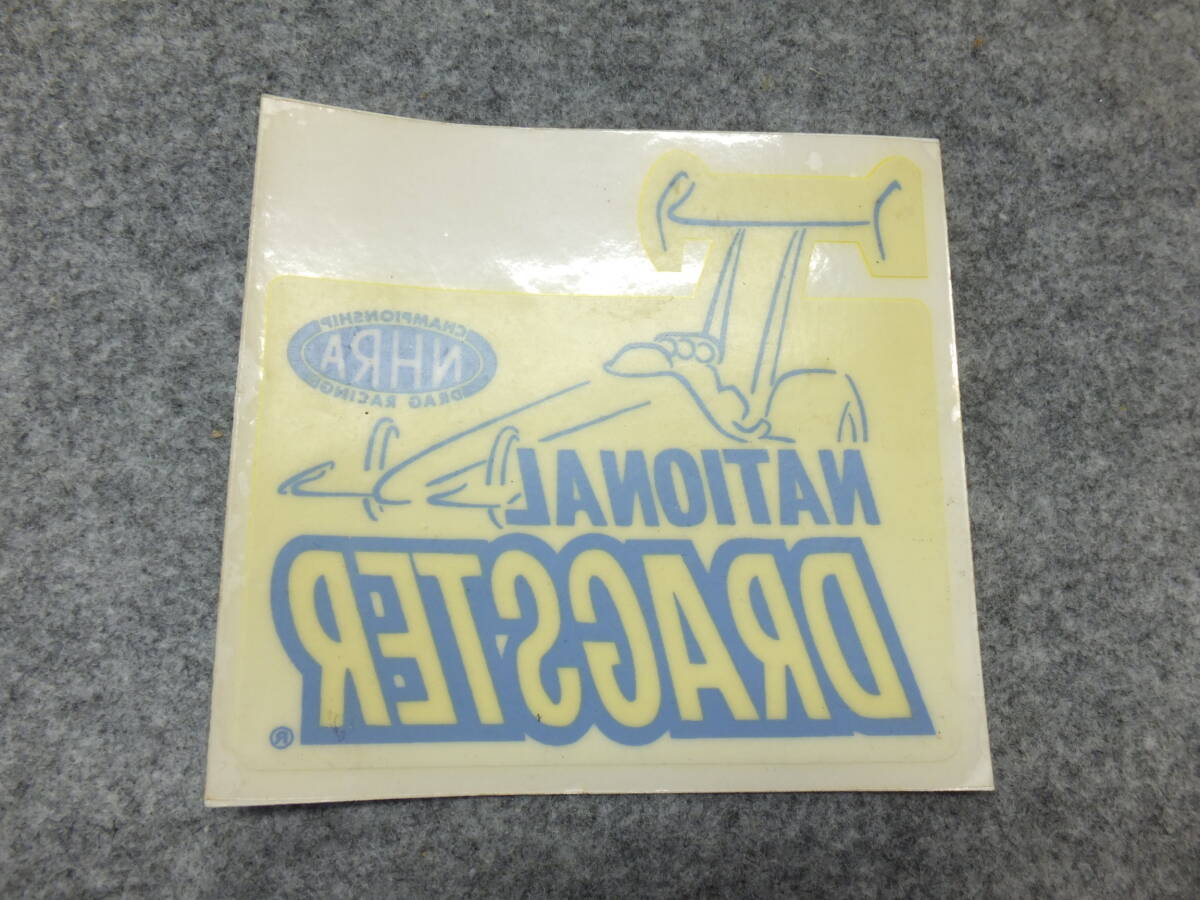 CHAMPIONSHIP
NHRA
DRAG RACING
NATIONAL
DRAGSTER
®